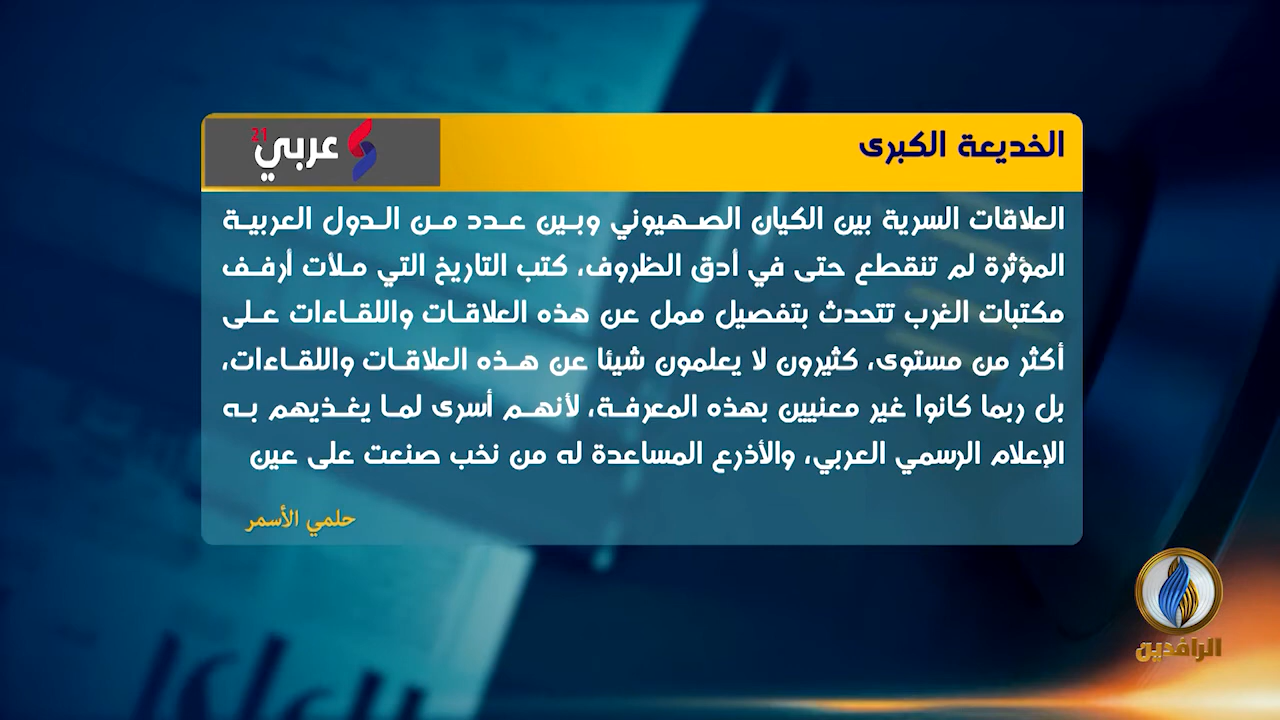 الخديعة الكبرى
عربي 21
العلاقات السرية بين الكيان الصهيوني وبين عدد من الدول العربية
المؤثرة لم تنقطع حتى في أدق الظروف، كتب التاريخ التي ملأت أرفف
مكتبات الغرب تتحدث بتفصيل ممل عن هذه العلاقات واللقاءات على
أكثر من مستوى، كثيرون لا يعلمون شيئا عن هذه العلاقات واللقاءات،
بل ربما كانوا غير معنيين بهذه المعرفة، لأنهم أسرى لما يغذيهم به
الإعلام الرسمي العربي، والأذرع المساعدة له من نخب صنعت على عين
حلمي الأسمر
الرافدين